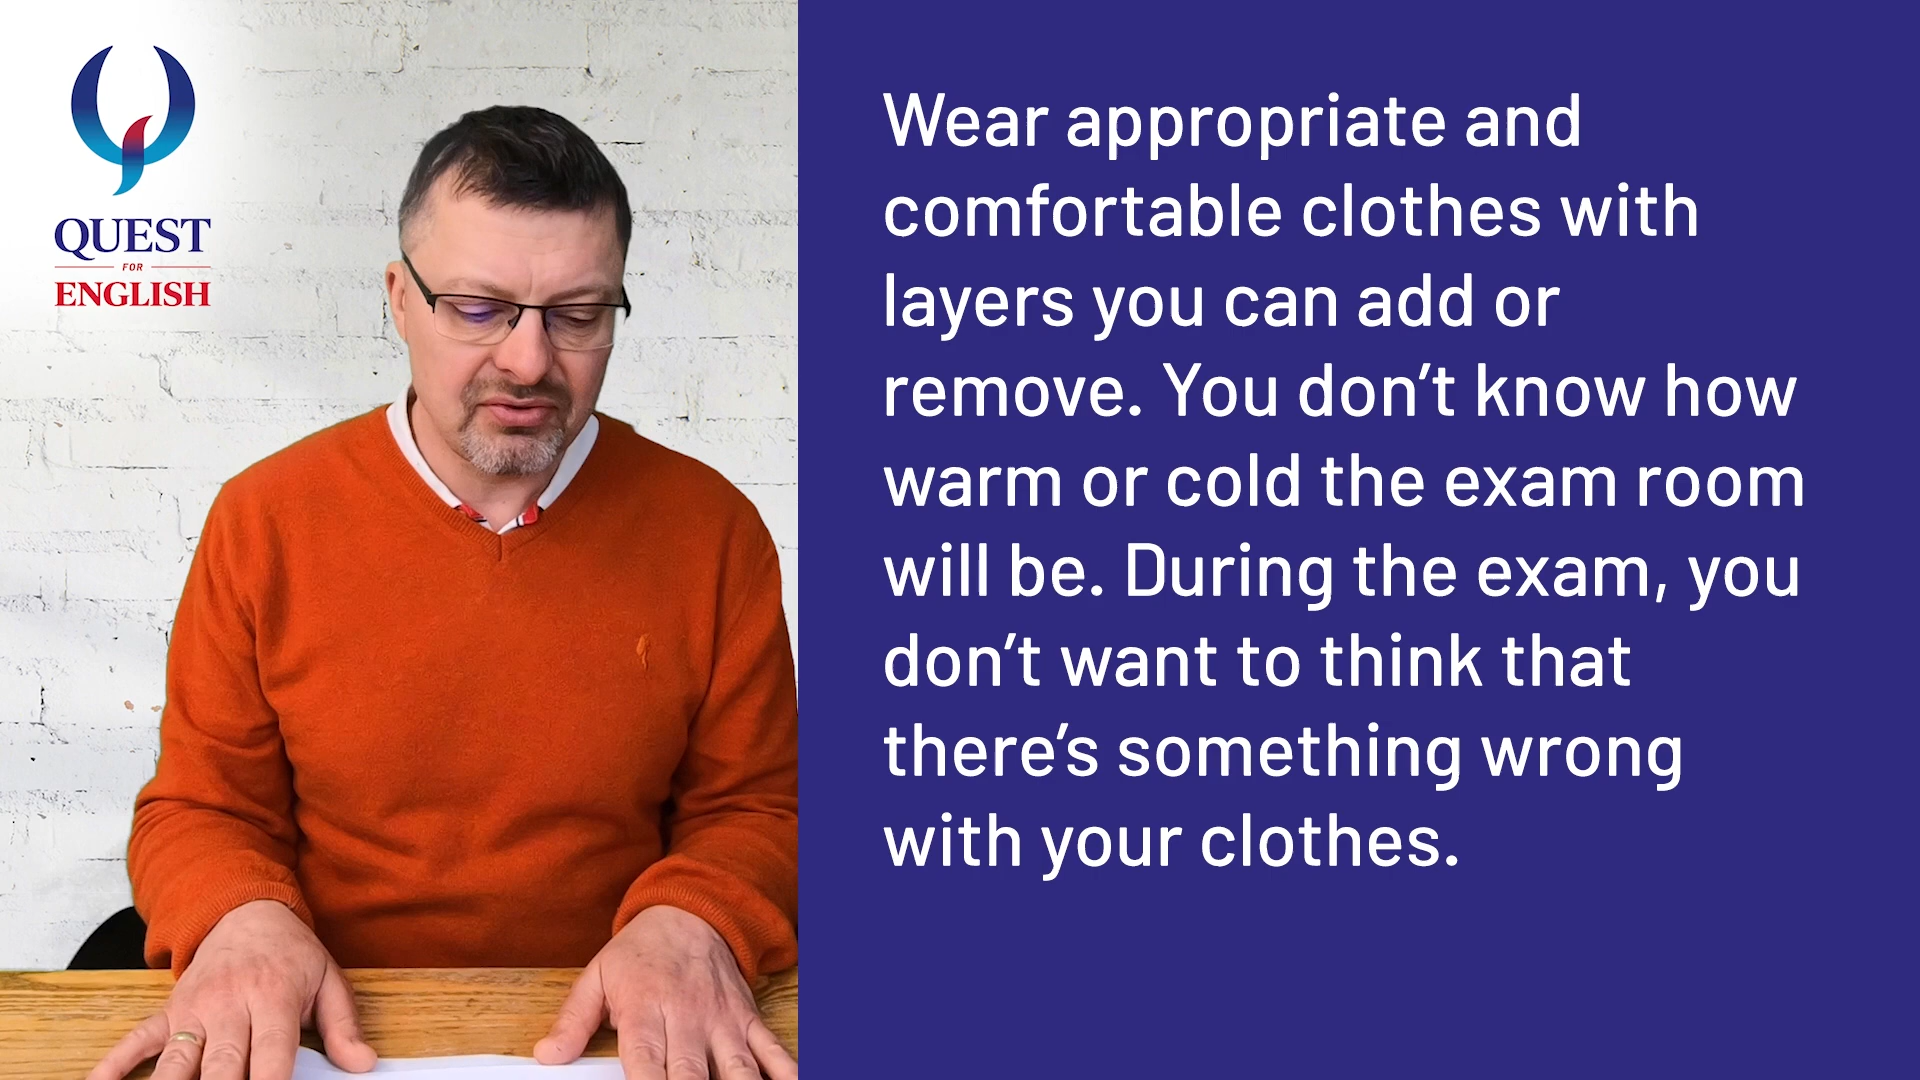 QUEST
FOR
ENGLISH
Wear appropriate and
comfortable clothes with
layers you can add or
remove. You don’t know how
warm or cold the exam room
will be. During the exam, you
don’t want to think that
there’s something wrong
with your clothes.